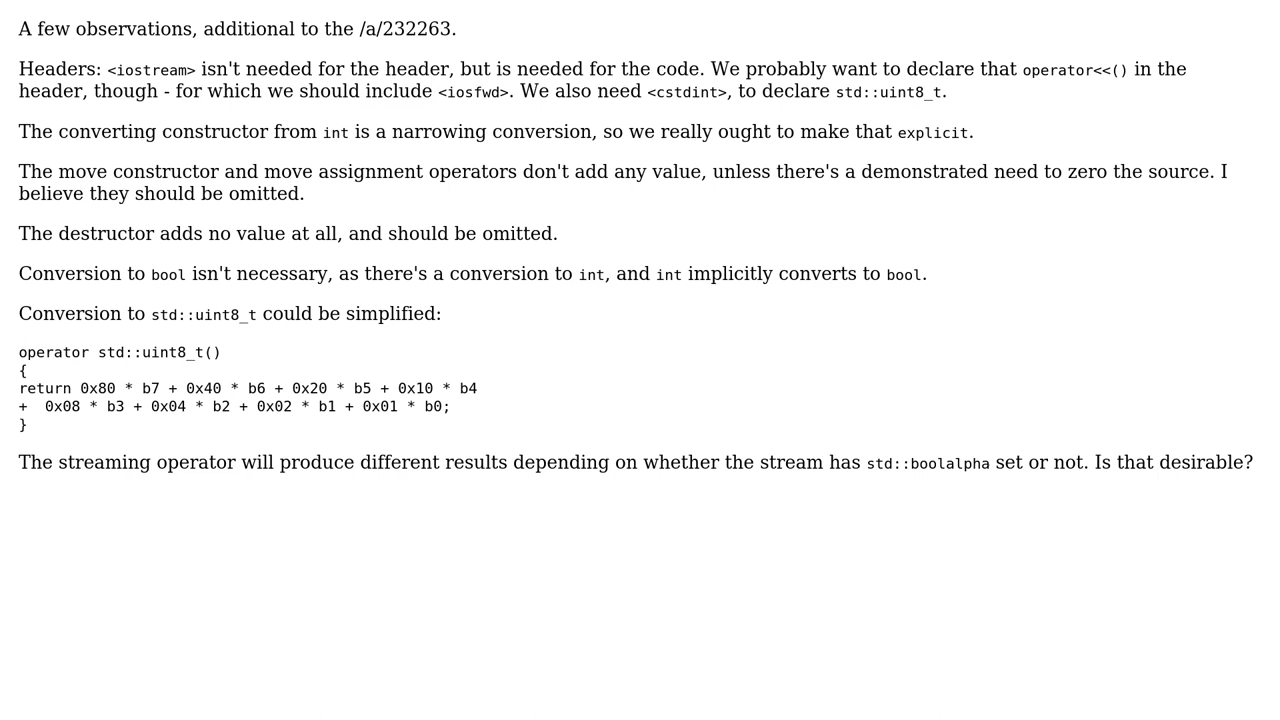 A few observations, additional to the /a/232263.
Headers: <iostream> isn't needed for the header, but is needed for the code. We probably want to declare that operator<<() in the
header, though - for which we should include <iosfwd>. We also need <cstdint>, to declare std::uint8_t.
The converting constructor from int is a narrowing conversion, so we really ought to make that explicit.
The move constructor and move assignment operators don't add any value, unless there's a demonstrated need to zero the source. I
believe they should be omitted.
The destructor adds no value at all, and should be omitted.
Conversion to bool isn't necessary, as there's a conversion to int, and int implicitly converts to bool.
Conversion to std::uint8_t could be simplified:
operator std::uint8_t()
{
return 0x80 * b7 + 0x40 * b6 + 0x20 * b5 + 0x10 * b4
+  0x08 * b3 + 0x04 * b2 + 0x02 * b1 + 0x01 * b0;
}
The streaming operator will produce different results depending on whether the stream has std::boolalpha set or not. Is that desirable?